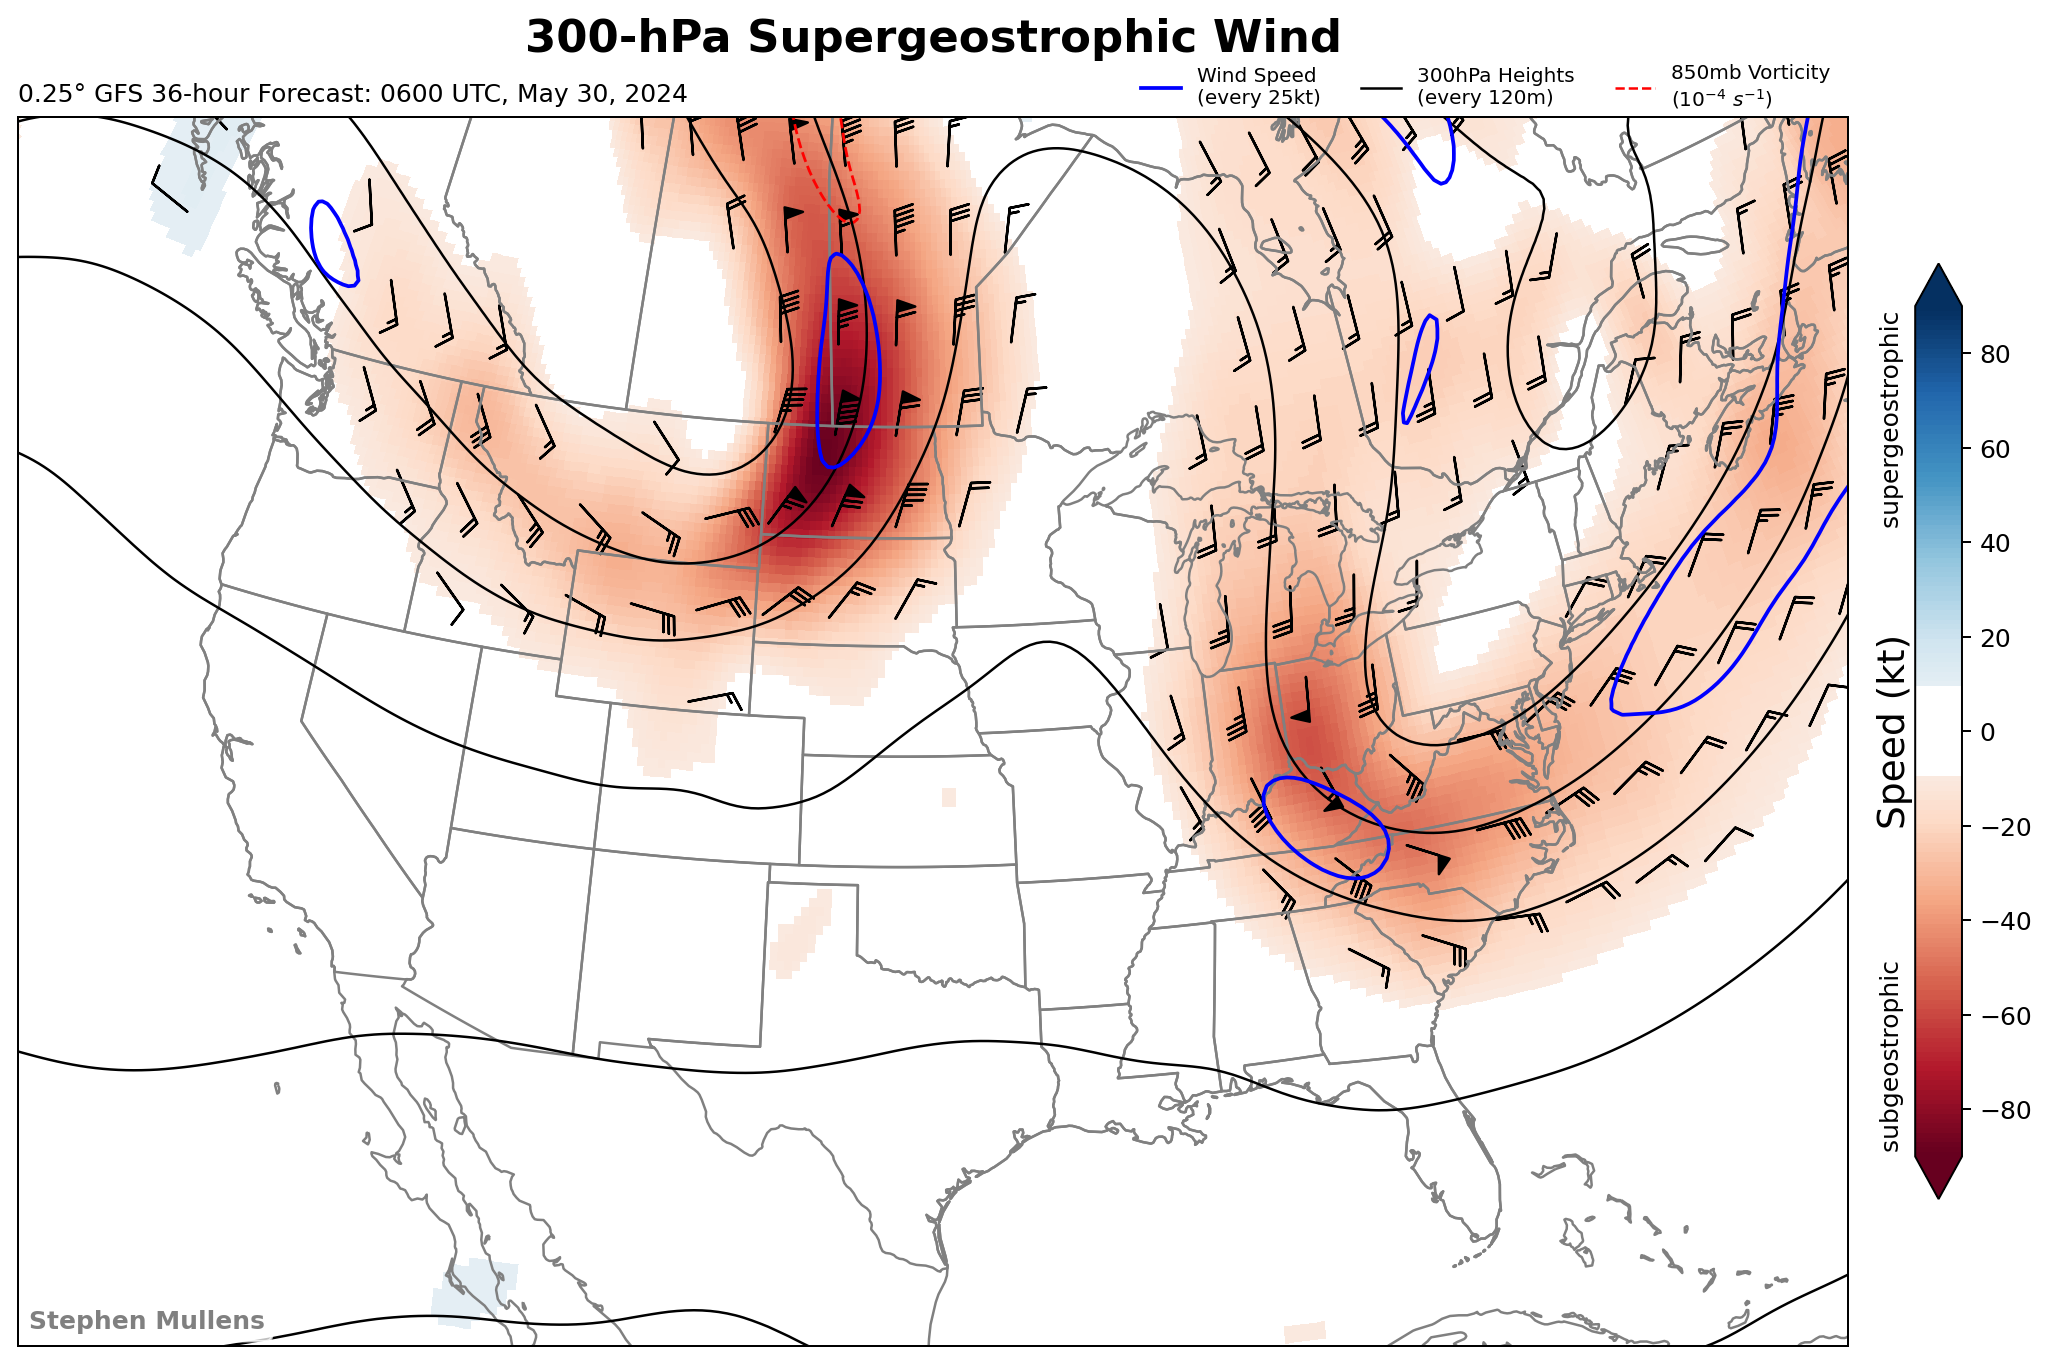 300-hPa Supergeostrophic Wind
0.25° GFS 36-hour Forecast: 0600 UTC, May 30, 2024
Wind Speed
(every 25kt)
300hPa Heights
(every 120m)
850mb Vorticity
(10⁻⁴ s⁻¹)
supergeostrophic
Speed (kt)
subgeostrophic
80
60
40
20
0
−20
−40
−60
−80
Stephen Mullens